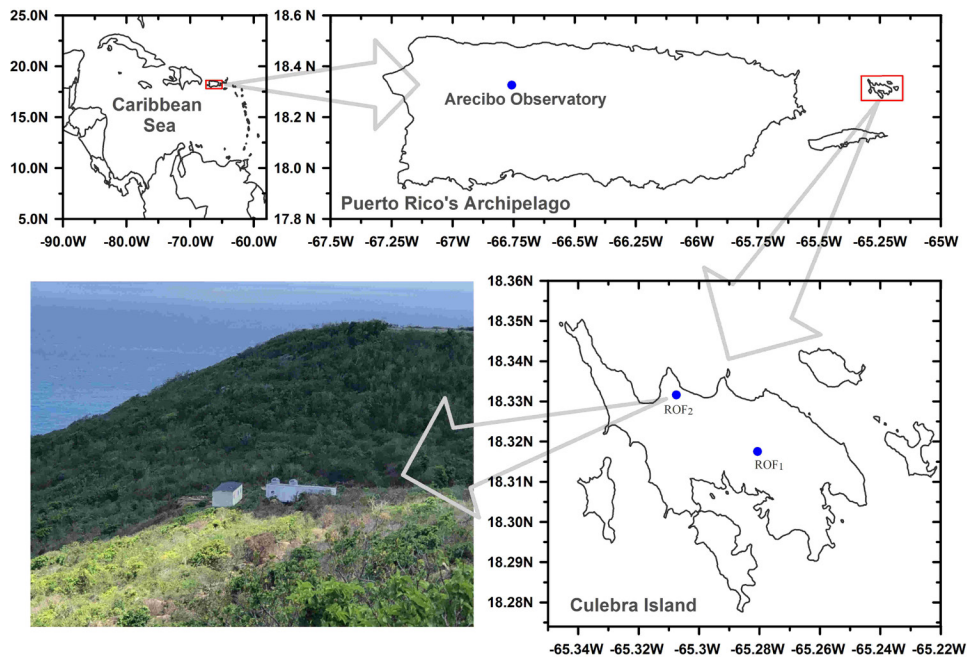 25.0N
20.0N
15.0N
10.0N
5.0N
-90.0W -80.0W -70.0W -60.0W
Caribbean
Sea
18.6 N
18.4 N
18.2 N
18.0 N
17.8 N
Arecibo Observatory
Puerto Rico's Archipelago
-67.5W -67.25W -67W -66.75W -66.5W -66.25W -66W -65.75W -65.5W -65.25W -65W
18.36N
18.35N
18.34N
18.33N
18.32N
18.31N
18.30N
18.29N
18.28N
ROF2
ROF1
Culebra Island
-65.34W -65.32W -65.3W -65.28W -65.26W -65.24W -65.22W